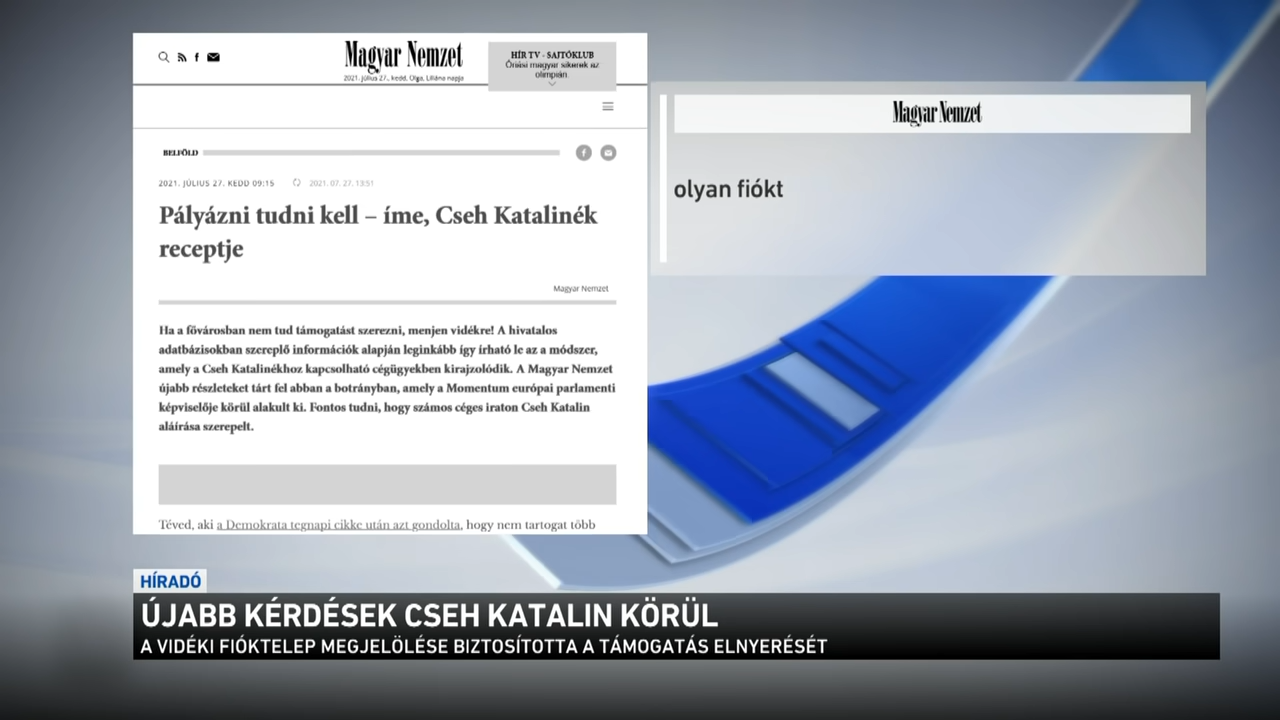 Magyar Nemzet
2021. július 27., kedd, Olga, Liliána napja
HÍR TV - SAJTÓKLUB
Óriási magyar sikerek az
olimpián
BELFÖLD
2021. JÚLIUS 27. KEDD 09:15
2021. 07. 27. 13:51
Pályázni tudni kell – íme, Cseh Katalinék
receptje
Magyar Nemzet
Ha a fővárosban nem tud támogatást szerezni, menjen vidékre! A hivatalos
adatbázisokban szereplő információk alapján leginkább így írható le az a módszer,
amely a Cseh Katalinékhoz kapcsolható cégügyekben kirajzolódik. A Magyar Nemzet
újabb részleteket tárt fel abban a botrányban, amely a Momentum európai parlamenti
képviselője körül alakult ki. Fontos tudni, hogy számos céges iraton Cseh Katalin
aláírása szerepelt.
Téved, aki a Demokrata tegnapi cikke után azt gondolta, hogy nem tartogat több
Magyar Nemzet
olyan fiókt
HÍRADÓ
ÚJABB KÉRDÉSEK CSEH KATALIN KÖRÜL
A VIDÉKI FIÓKTELEP MEGJELÖLÉSE BIZTOSÍTOTTA A TÁMOGATÁS ELNYERÉSÉT